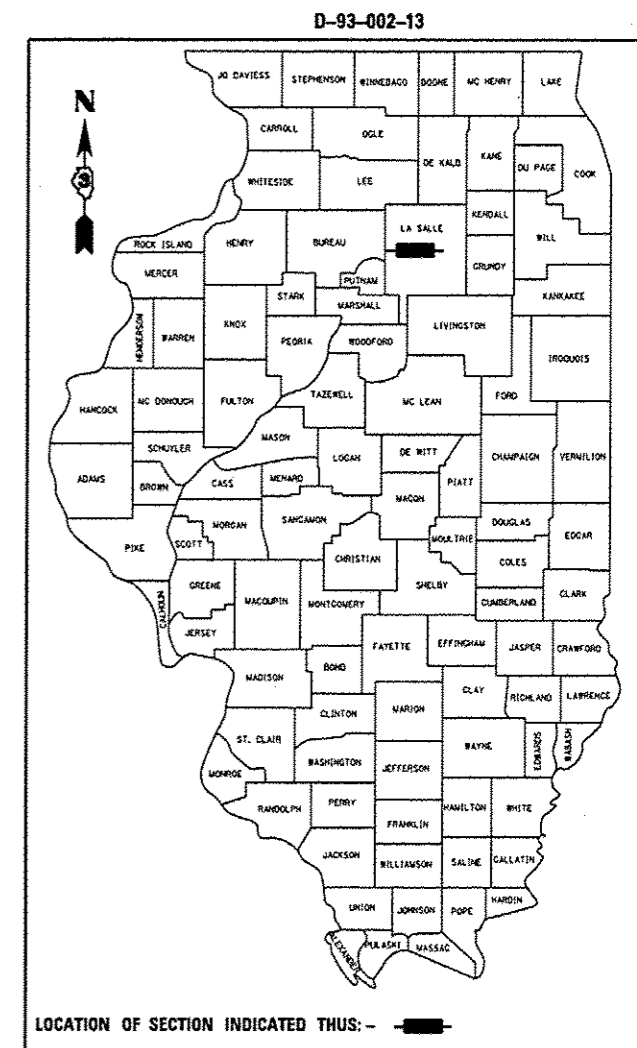 D-93-002-13
JO DAVIESS STEPHENSON WINNEBAGO BOONE MC HENRY LAKE
N
CARROLL OGLE
DE KALB KANE DU PAGE COOK
WHITESIDE LEE
KENDALL WILL
LA SALLE
ROCK ISLAND HENRY BUREAU
GRUNDY
MERCER PUTNAM
STARK MARSHALL KANKAKEE
HENDERSON WARREN KNOX LIVINGSTON
PEORIA WOODFORD IROQUOIS
TAZEWELL
HANCOCK MC DONOUGH FULTON MC LEAN FORD
MASON
SCHUYLER LOGAN DE WITT CHAMPAIGN VERMILION
ADAMS BROWN CASS MENARD PIATT
MACON
MORGAN SANGAMON DOUGLAS
PIKE SCOTT CHRISTIAN MOULTRIE EDGAR
COLES
GREENE SHELBY
CALHOUN MACOUPIN MONTGOMERY CUMBERLAND CLARK
JERSEY
FAYETTE EFFINGHAM JASPER CRAWFORD
BOND
MADISON CLAY RICHLAND LAWRENCE
CLINTON MARION
ST. CLAIR WAYNE EDWARDS WABASH
WASHINGTON JEFFERSON
MONROE
RANDOLPH PERRY HAMILTON WHITE
FRANKLIN
JACKSON WILLIAMSON SALINE GALLATIN
UNION JOHNSON POPE HARDIN
ALEXANDER PULASKI MASSAC
LOCATION OF SECTION INDICATED THUS:-